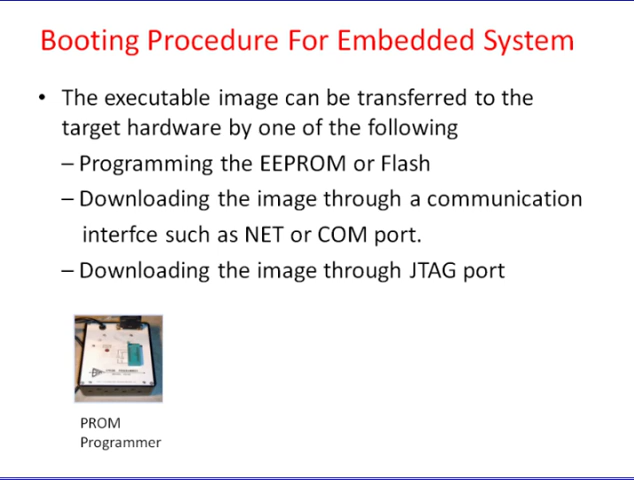 Booting Procedure For Embedded System
• The executable image can be transferred to the
target hardware by one of the following
– Programming the EEPROM or Flash
– Downloading the image through a communication
interfce such as NET or COM port.
– Downloading the image through JTAG port
PROM
Programmer